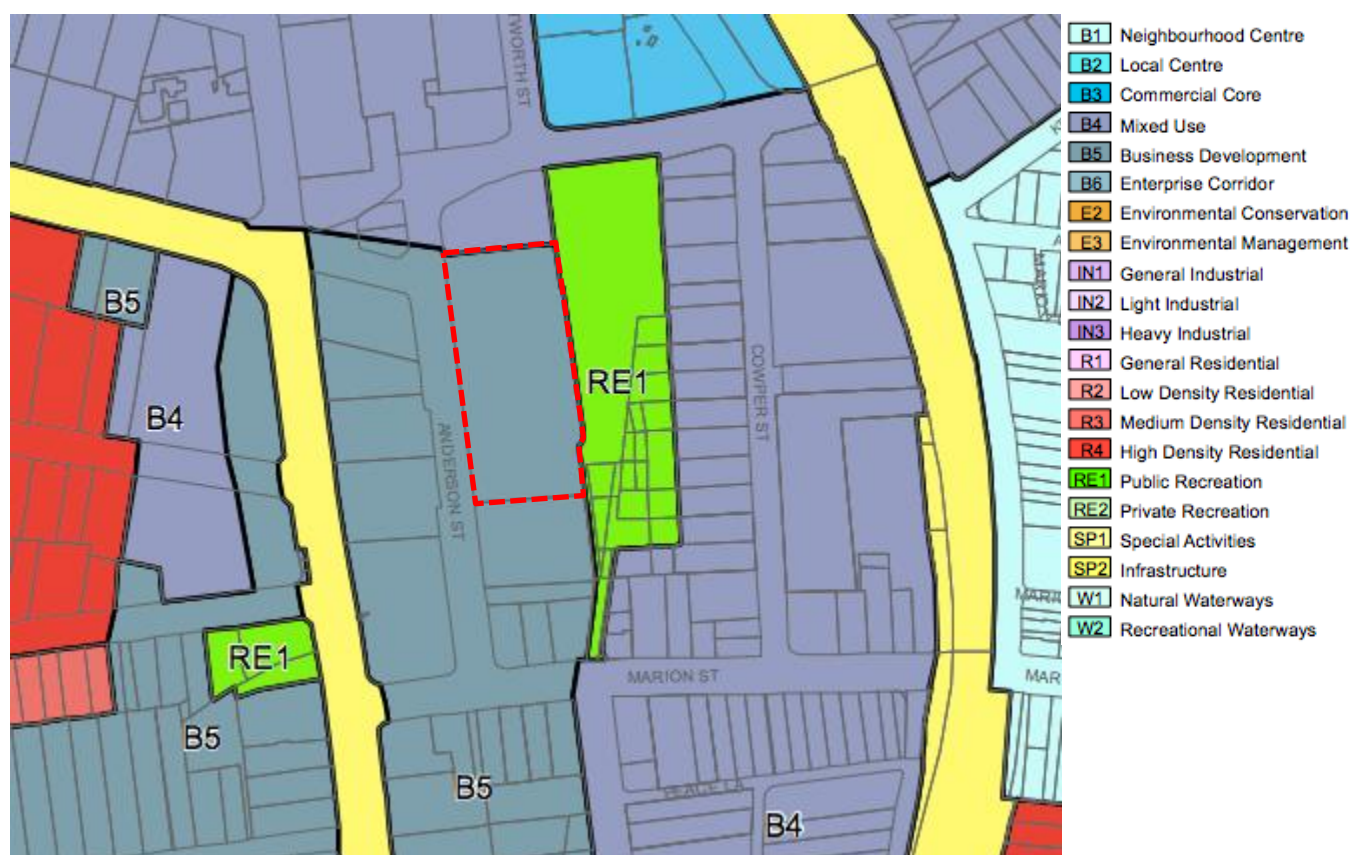 WORTH ST
B5
B4
RE1
COWPER ST
ANDERSON ST
RE1
MARION ST
MAR
B5
B5
B4
B1 Neighbourhood Centre
B2 Local Centre
B3 Commercial Core
B4 Mixed Use
B5 Business Development
B6 Enterprise Corridor
E2 Environmental Conservation
E3 Environmental Management
IN1 General Industrial
IN2 Light Industrial
IN3 Heavy Industrial
R1 General Residential
R2 Low Density Residential
R3 Medium Density Residential
R4 High Density Residential
RE1 Public Recreation
RE2 Private Recreation
SP1 Special Activities
SP2 Infrastructure
W1 Natural Waterways
W2 Recreational Waterways